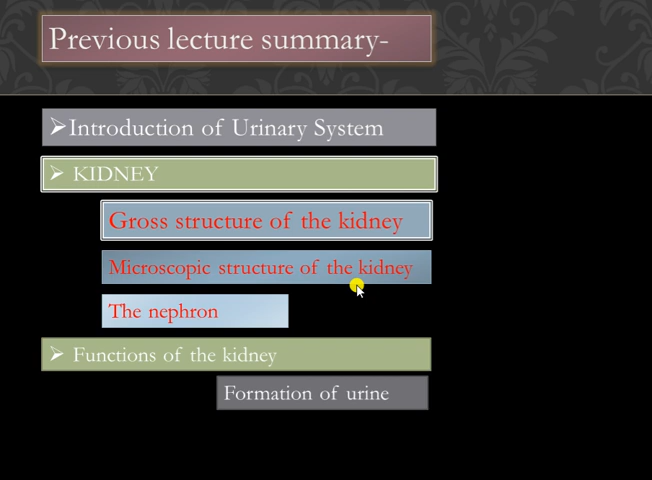 Previous lecture summary-
➢Introduction of Urinary System
➢ KIDNEY
Gross structure of the kidney
Microscopic structure of the kidney
The nephron
➢ Functions of the kidney
Formation of urine